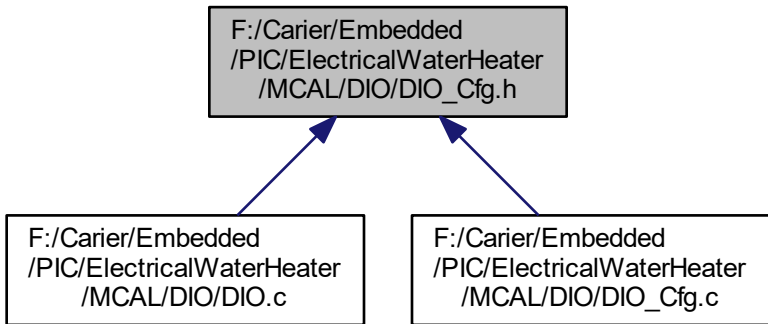 F:/Carier/Embedded
/PIC/ElectricalWaterHeater
/MCAL/DIO/DIO_Cfg.h
F:/Carier/Embedded
/PIC/ElectricalWaterHeater
/MCAL/DIO/DIO.c
F:/Carier/Embedded
/PIC/ElectricalWaterHeater
/MCAL/DIO/DIO_Cfg.c